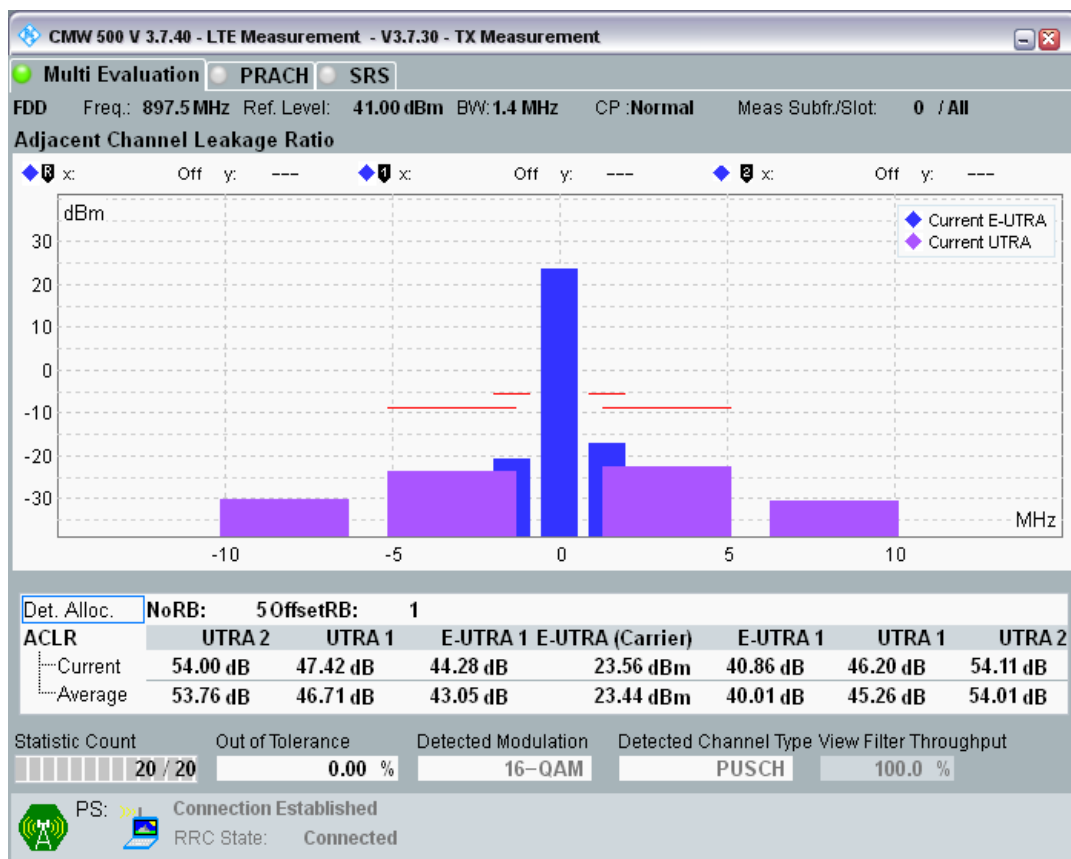 CMW 500 V 3.7.40 - LTE Measurement - V3.7.30 - TX Measurement
Multi Evaluation PRACH SRS
FDD Freq.: 897.5 MHz Ref. Level: 41.00 dBm BW: 1.4 MHz CP :Normal Meas Subfr./Slot: 0 / All
Adjacent Channel Leakage Ratio
R x: Off y: --- 1 x: Off y: --- 2 x: Off y: ---
dBm
Current E-UTRA
Current UTRA
30
20
10
0
-10
-20
-30
MHz
-10 -5 0 5 10
Det. Alloc. NoRB: 5 OffsetRB: 1
ACLR UTRA 2 UTRA 1 E-UTRA 1 E-UTRA (Carrier) E-UTRA 1 UTRA 1 UTRA 2
Current 54.00 dB 47.42 dB 44.28 dB 23.56 dBm 40.86 dB 46.20 dB 54.11 dB
Average 53.76 dB 46.71 dB 43.05 dB 23.44 dBm 40.01 dB 45.26 dB 54.01 dB
Statistic Count Out of Tolerance Detected Modulation Detected Channel Type View Filter Throughput
20 / 20 0.00 % 16-QAM PUSCH 100.0 %
PS: Connection Established
RRC State: Connected